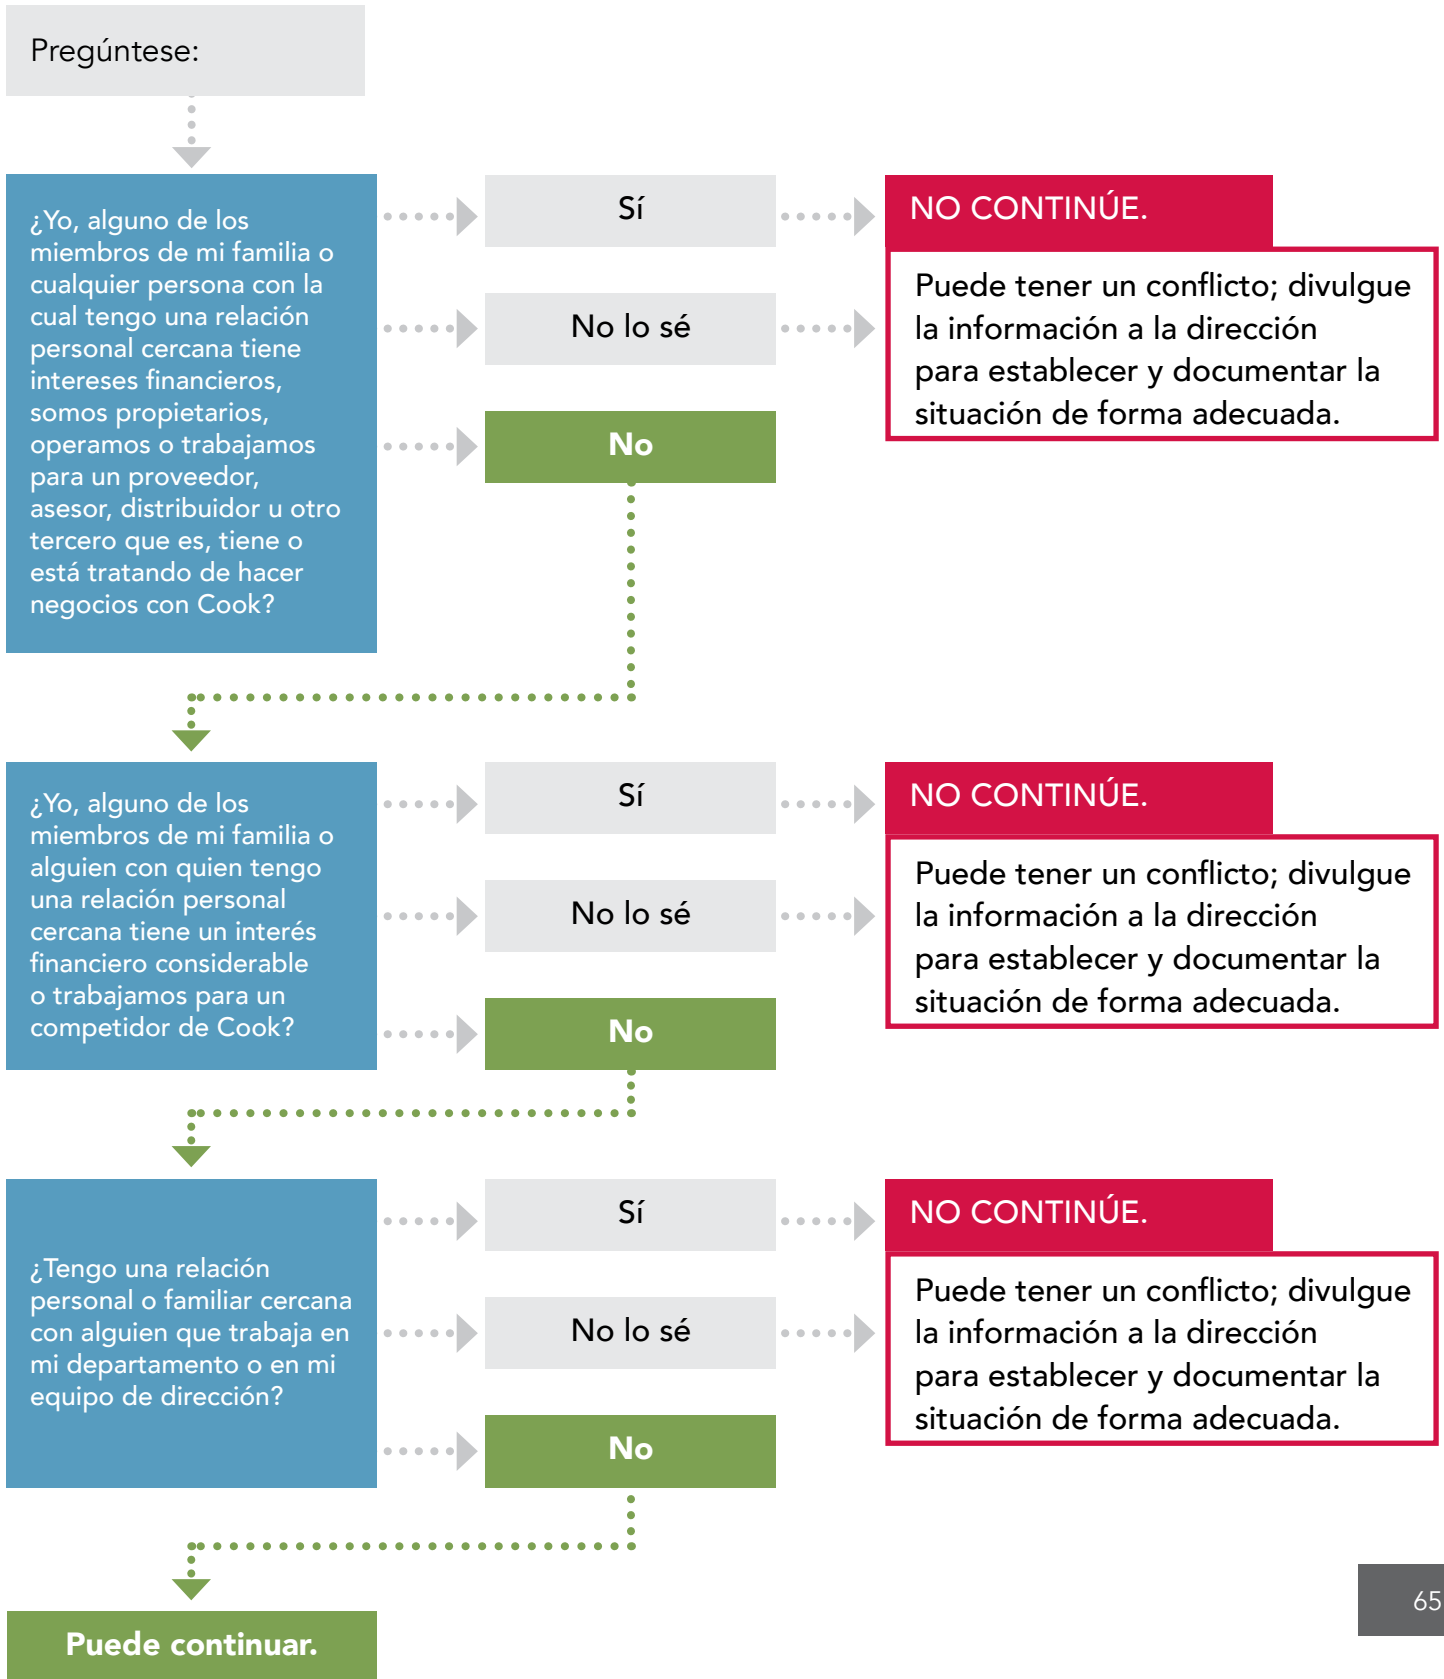 Pregúntese:
¿Yo, alguno de los
miembros de mi familia o
cualquier persona con la
cual tengo una relación
personal cercana tiene
intereses financieros,
somos propietarios,
operamos o trabajamos
para un proveedor,
asesor, distribuidor u otro
tercero que es, tiene o
está tratando de hacer
negocios con Cook?
Sí
No lo sé
No
NO CONTINÚE.
Puede tener un conflicto; divulgue
la información a la dirección
para establecer y documentar la
situación de forma adecuada.
¿Yo, alguno de los
miembros de mi familia o
alguien con quien tengo
una relación personal
cercana tiene un interés
financiero considerable
o trabajamos para un
competidor de Cook?
Sí
No lo sé
No
NO CONTINÚE.
Puede tener un conflicto; divulgue
la información a la dirección
para establecer y documentar la
situación de forma adecuada.
¿Tengo una relación
personal o familiar cercana
con alguien que trabaja en
mi departamento o en mi
equipo de dirección?
Sí
No lo sé
No
NO CONTINÚE.
Puede tener un conflicto; divulgue
la información a la dirección
para establecer y documentar la
situación de forma adecuada.
Puede continuar.
65